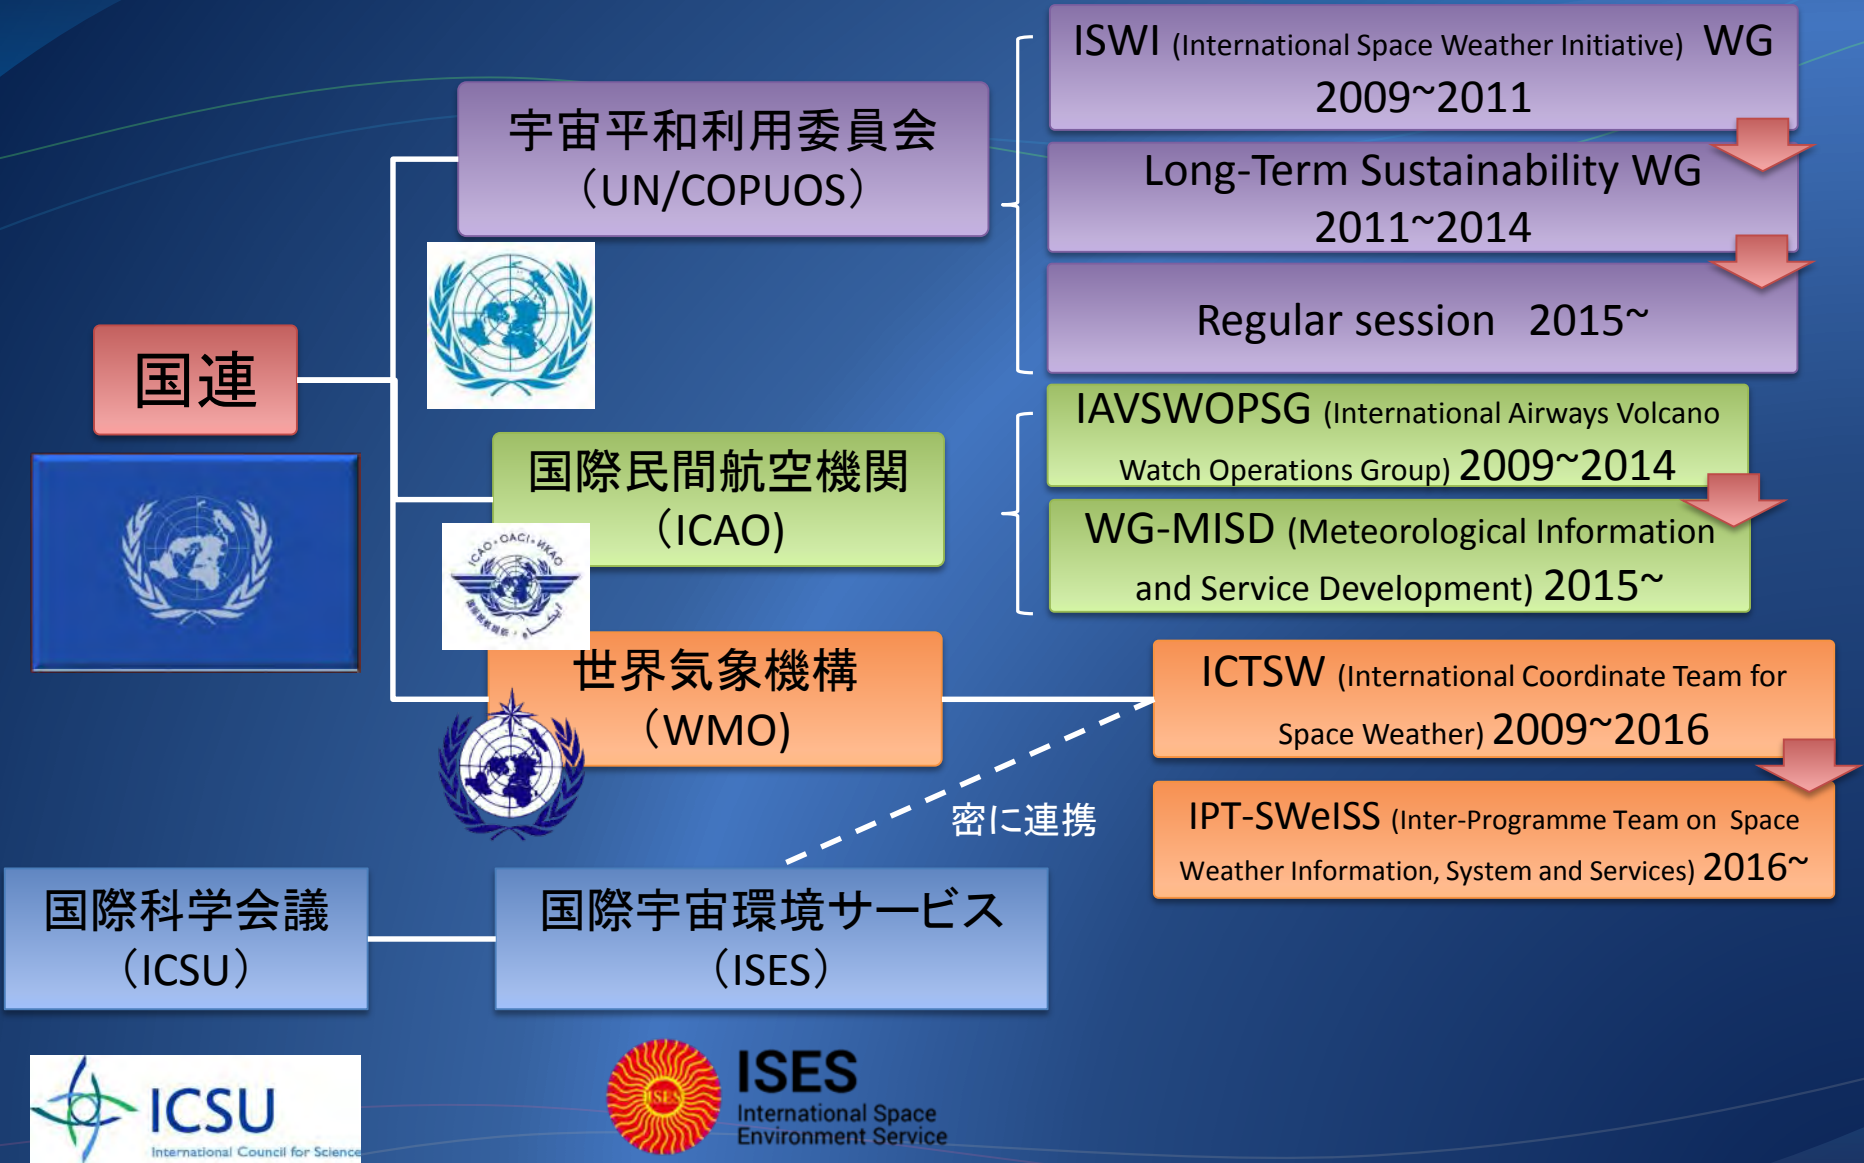 国連
宇宙平和利用委員会
（UN/COPUOS）
ISWI (International Space Weather Initiative) WG
2009~2011
Long-Term Sustainability WG
2011~2014
Regular session 2015~
国際民間航空機関
（ICAO)
ICAO・OACI・ИКАО
IAVSWOPSG (International Airways Volcano
Watch Operations Group) 2009~2014
WG-MISD (Meteorological Information
and Service Development) 2015~
世界気象機構
（WMO)
ICTSW (International Coordinate Team for
Space Weather) 2009~2016
IPT-SWeISS (Inter-Programme Team on Space
Weather Information, System and Services) 2016~
密に連携
国際科学会議
（ICSU）
国際宇宙環境サービス
（ISES）
ICSU
International Council for Science
ISES
ISES
International Space
Environment Service